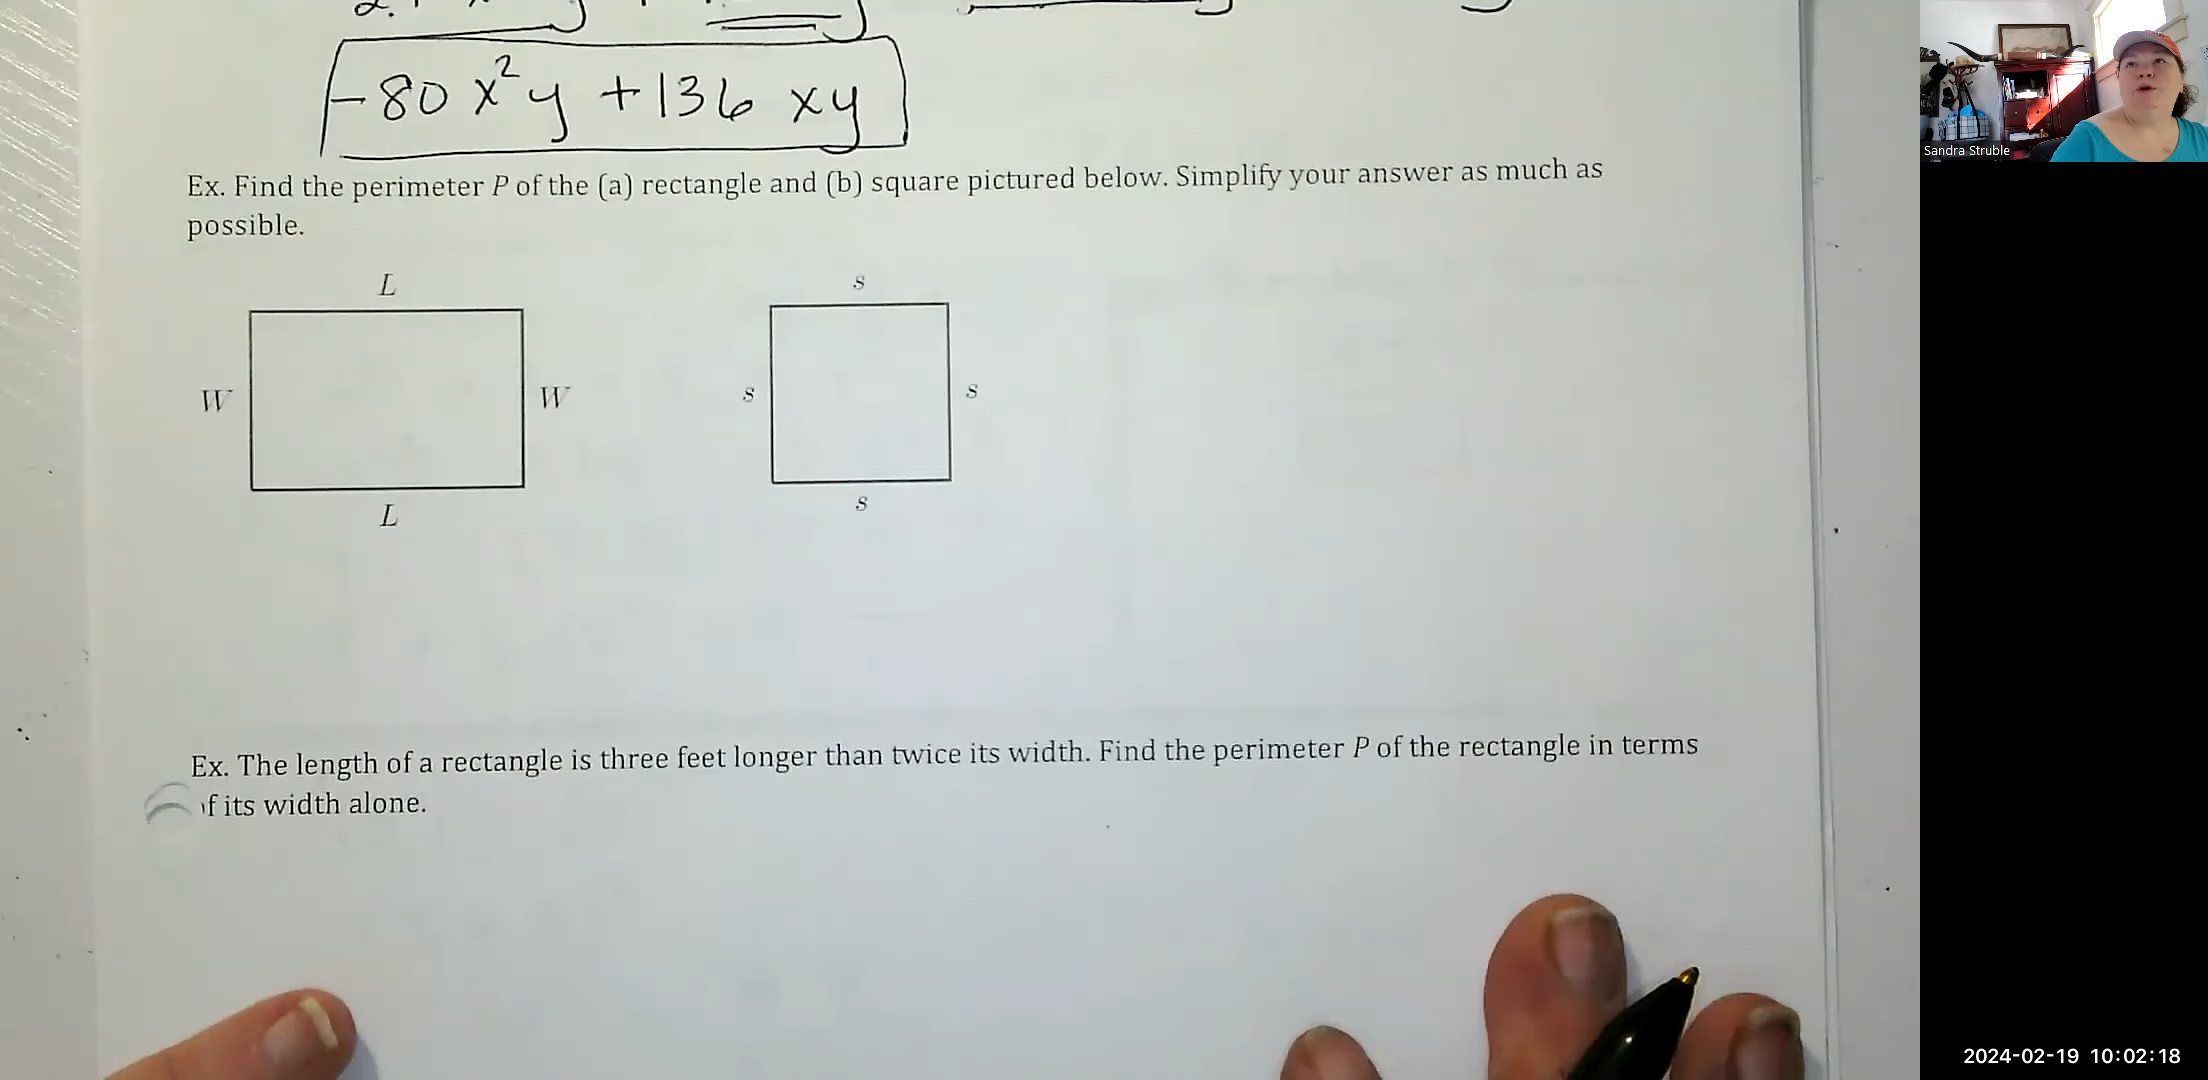 -80x²y + 136xy
Ex. Find the perimeter P of the (a) rectangle and (b) square pictured below. Simplify your answer as much as
possible.
L
s
W
W
s
s
L
s
Ex. The length of a rectangle is three feet longer than twice its width. Find the perimeter P of the rectangle in terms
f its width alone.
Sandra Struble
2024-02-19 10:02:18